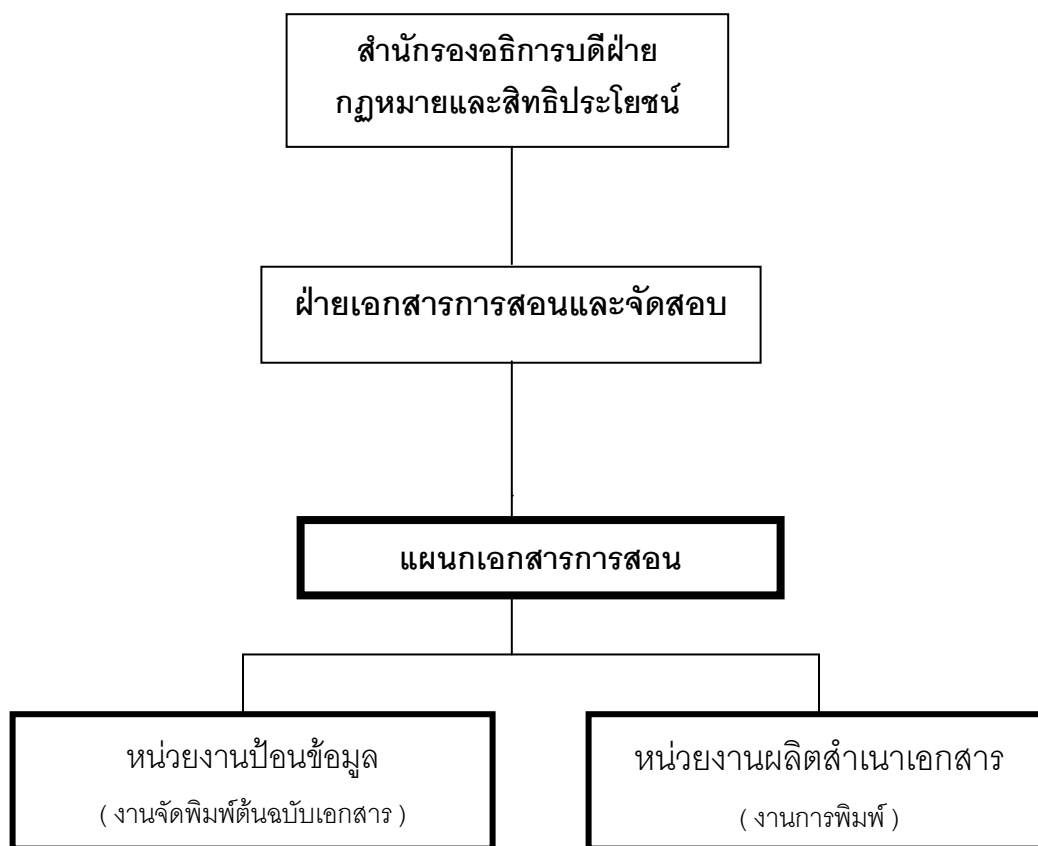 สำนักรองอธิการบดีฝ่าย
กฎหมายและสิทธิประโยชน์
ฝ่ายเอกสารการสอนและจัดสอบ
แผนกเอกสารการสอน
หน่วยงานป้อนข้อมูล
( งานจัดพิมพ์ต้นฉบับเอกสาร )
หน่วยงานผลิตสำเนาเอกสาร
( งานการพิมพ์ )